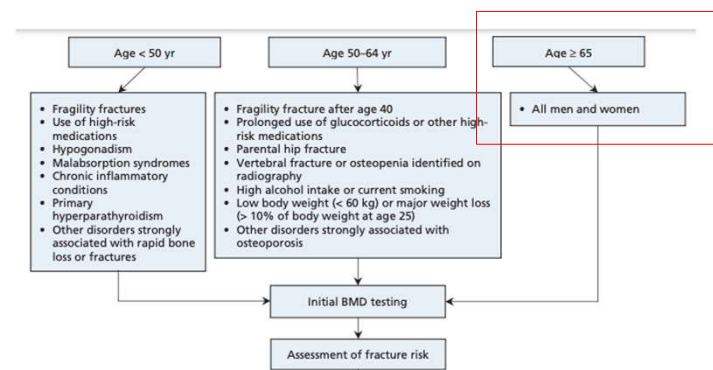 Age < 50 yr
Age 50–64 yr
Age ≥ 65
• Fragility fractures
• Use of high-risk
medications
• Hypogonadism
• Malabsorption syndromes
• Chronic inflammatory
conditions
• Primary
hyperparathyroidism
• Other disorders strongly
associated with rapid bone
loss or fractures
• Fragility fracture after age 40
• Prolonged use of glucocorticoids or other high-
risk medications
• Parental hip fracture
• Vertebral fracture or osteopenia identified on
radiography
• High alcohol intake or current smoking
• Low body weight (< 60 kg) or major weight loss
(> 10% of body weight at age 25)
• Other disorders strongly associated with
osteoporosis
• All men and women
Initial BMD testing
Assessment of fracture risk